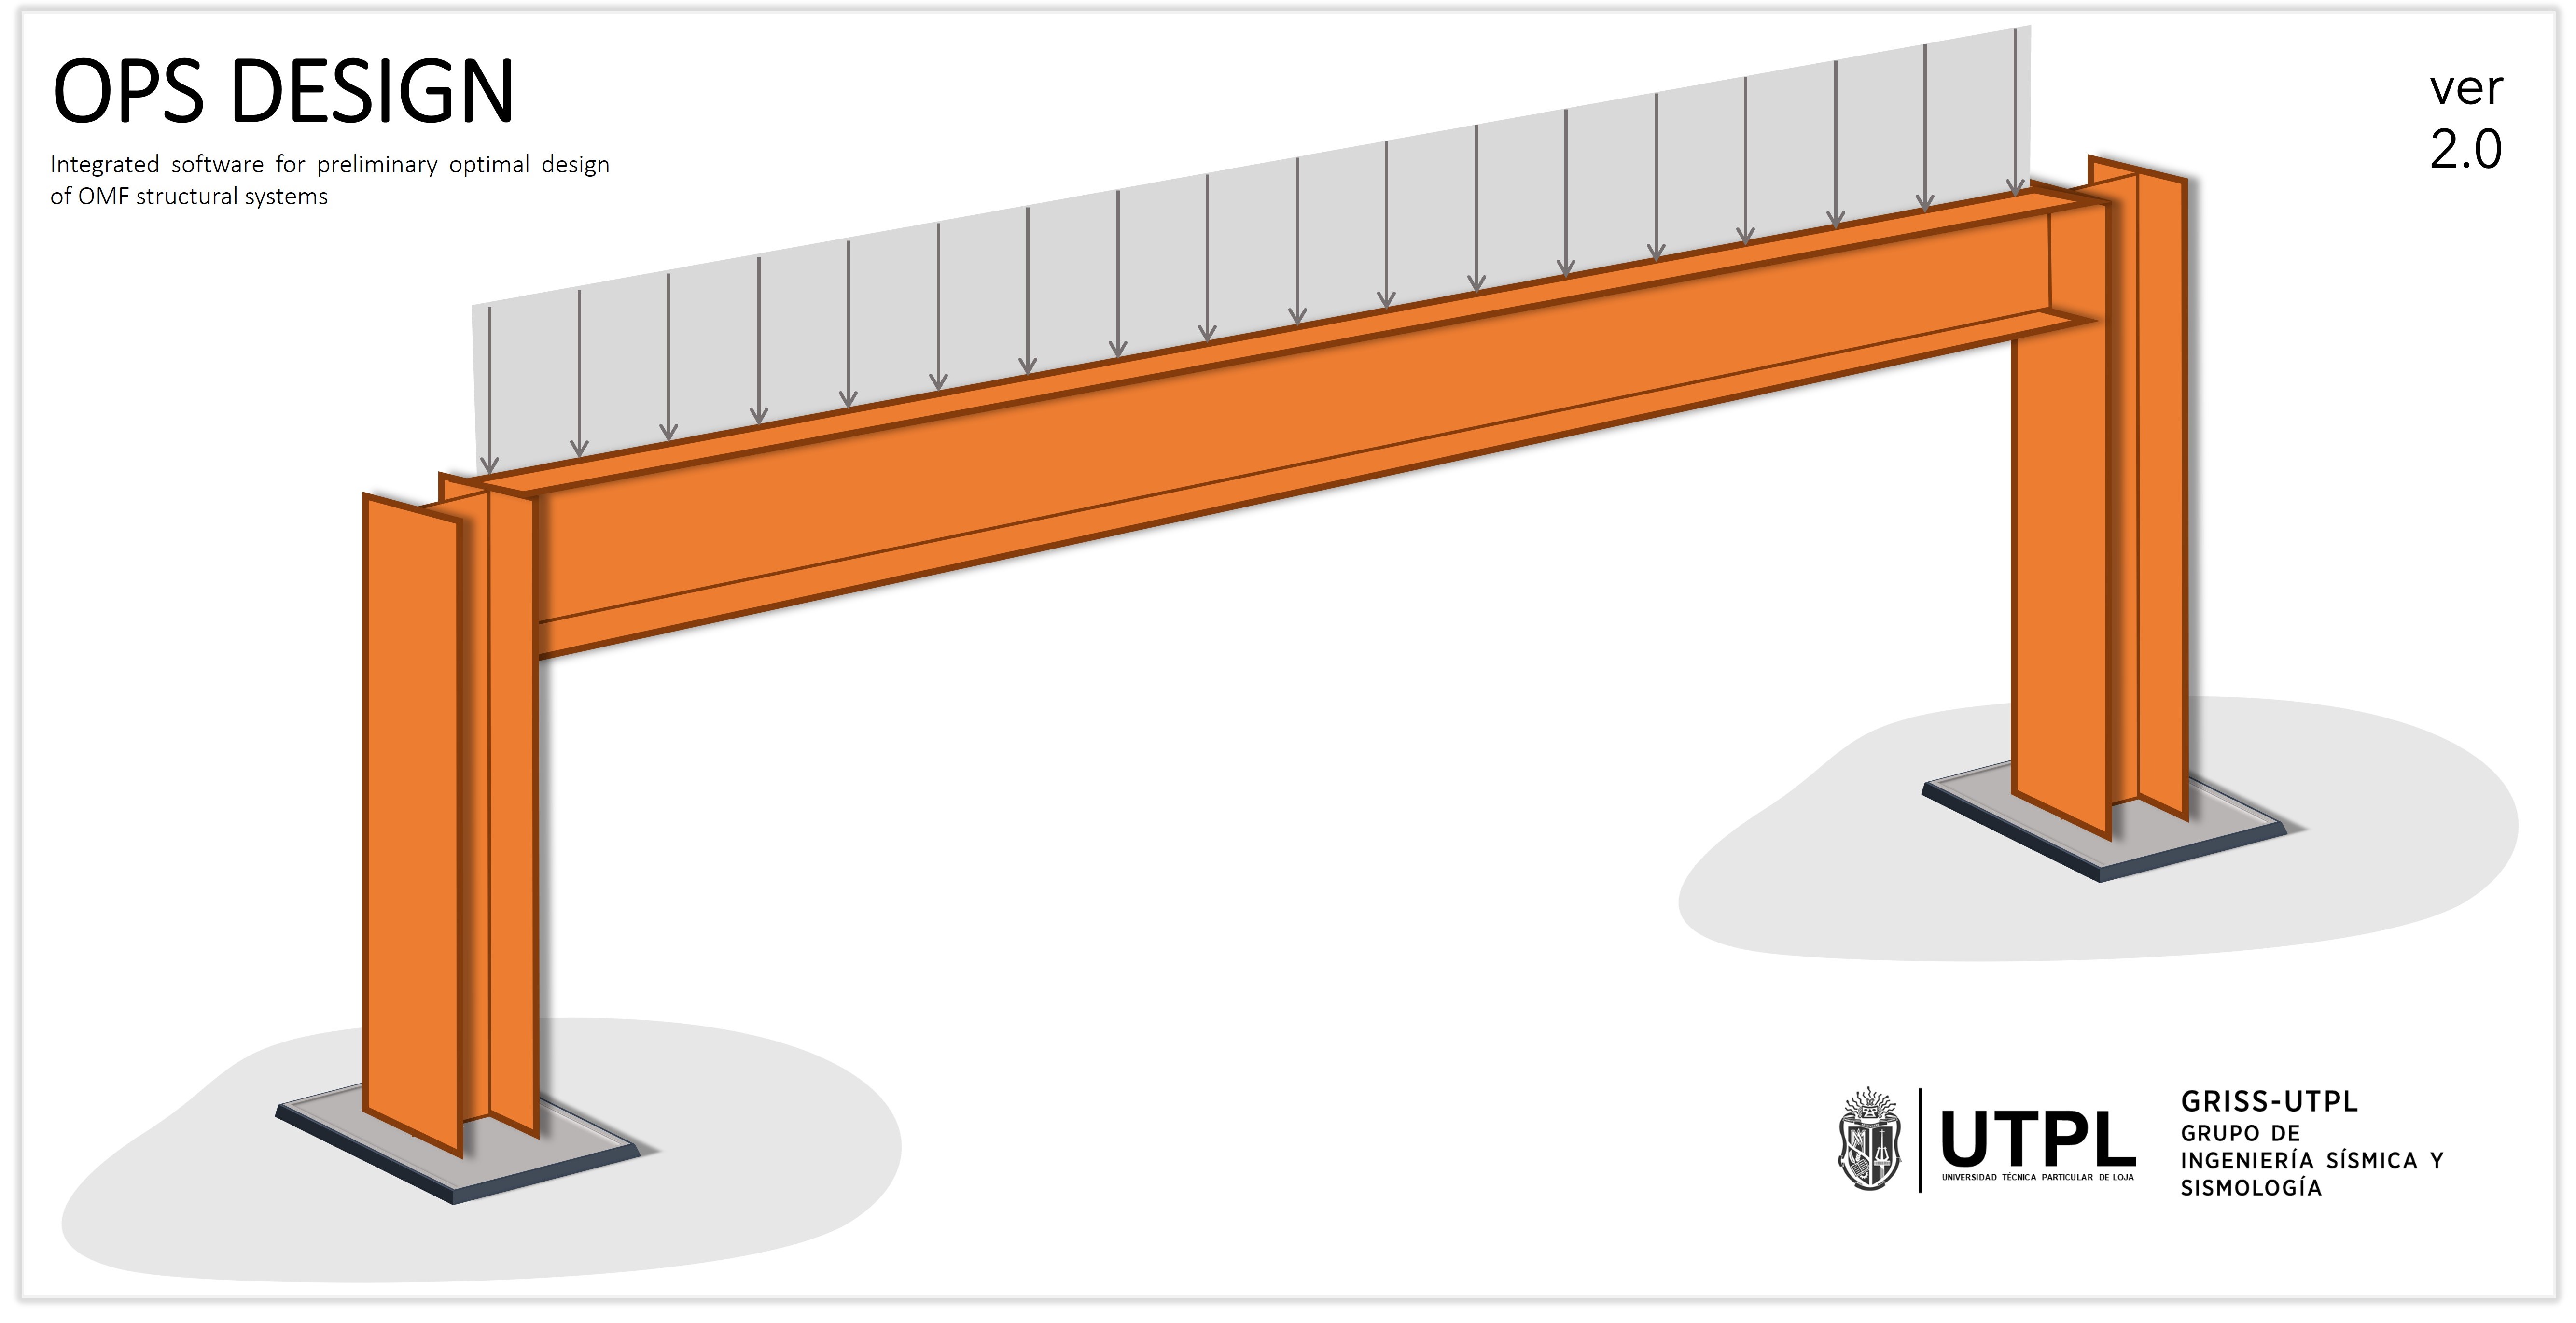 OPS DESIGN
Integrated software for preliminary optimal design
of OMF structural systems
ver
2.0
UTPL
UNIVERSIDAD TÉCNICA PARTICULAR DE LOJA
GRISS-UTPL
GRUPO DE
INGENIERÍA SÍSMICA Y
SISMOLOGÍA